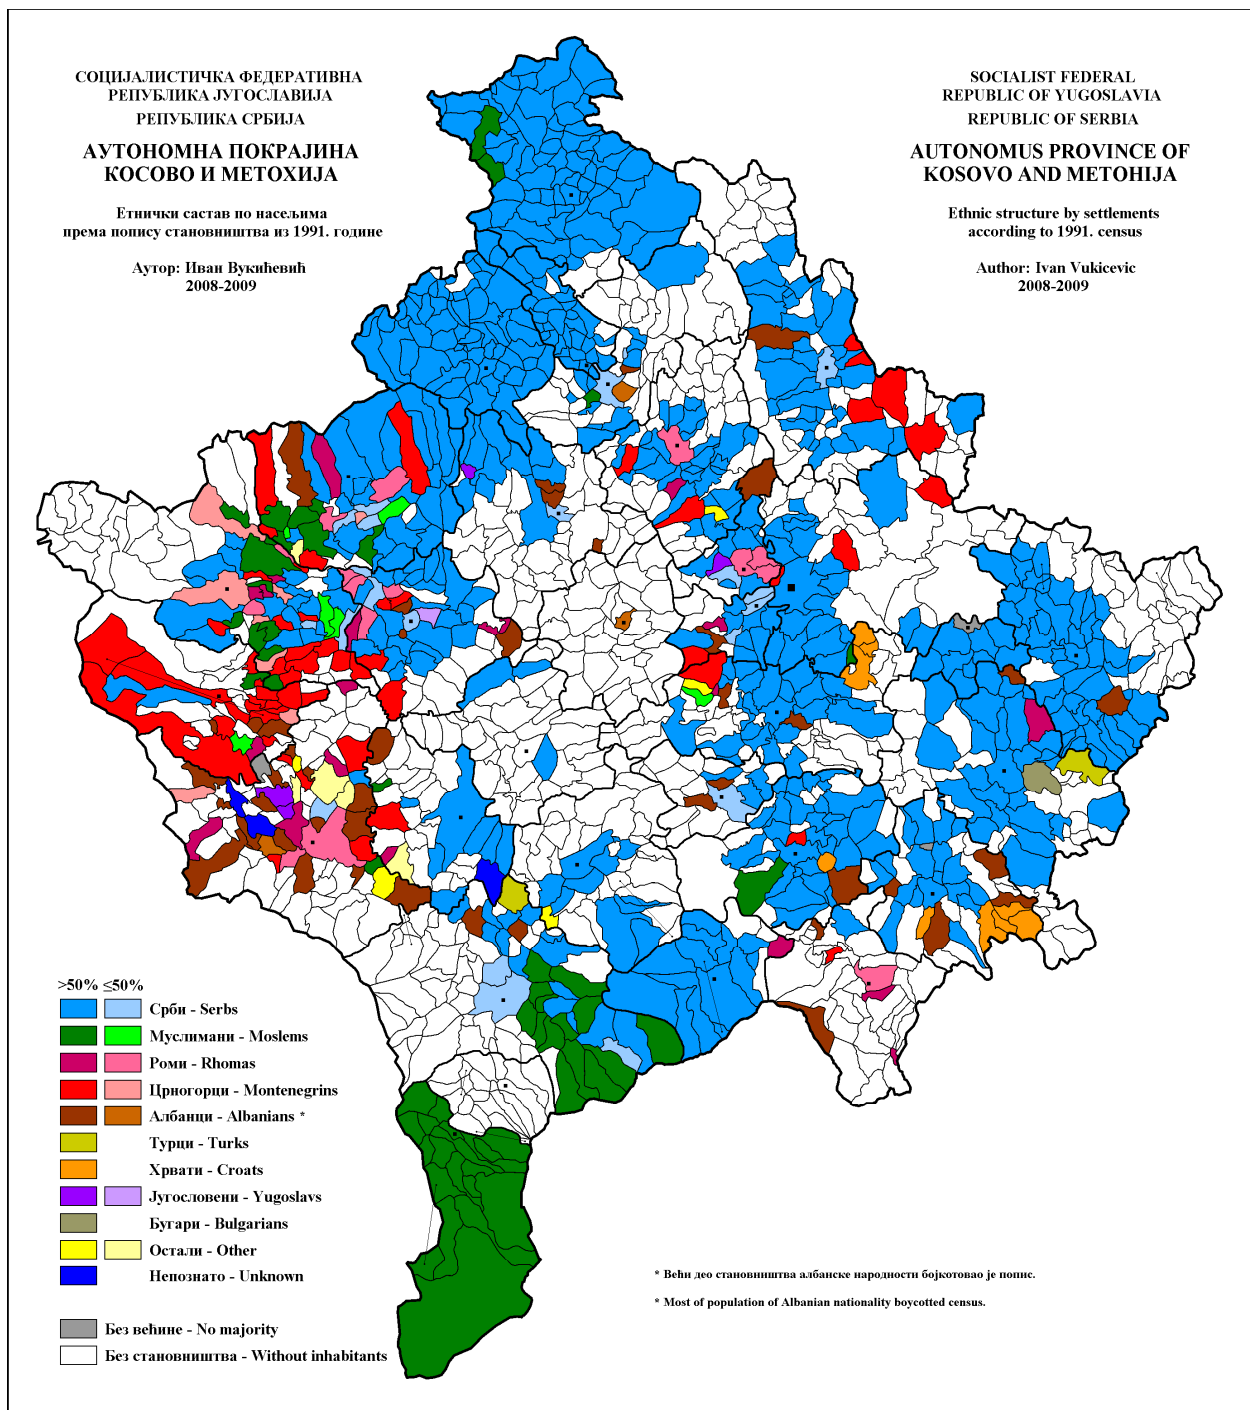 СОЦИЈАЛИСТИЧКА ФЕДЕРАТИВНА
РЕПУБЛИКА ЈУГОСЛАВИЈА
РЕПУБЛИКА СРБИЈА
АУТОНОМНА ПОКРАЈИНА
КОСОВО И МЕТОХИЈА
Етнички састав по насељима
према попису становништва из 1991. године
Аутор: Иван Вукићевић
2008-2009
SOCIALIST FEDERAL
REPUBLIC OF YUGOSLAVIA
REPUBLIC OF SERBIA
AUTONOMUS PROVINCE OF
KOSOVO AND METOHIJA
Ethnic structure by settlements
according to 1991. census
Author: Ivan Vukicevic
2008-2009
>50% ≤50%
Срби - Serbs
Муслимани - Moslems
Роми - Rhomas
Црногорци - Montenegrins
Албанци - Albanians *
Турци - Turks
Хрвати - Croats
Југословени - Yugoslavs
Бугари - Bulgarians
Остали - Other
Непознато - Unknown
Без већине - No majority
Без становништва - Without inhabitants
* Већи део становништва албанске народности бојкотовао је попис.
* Most of population of Albanian nationality boycotted census.